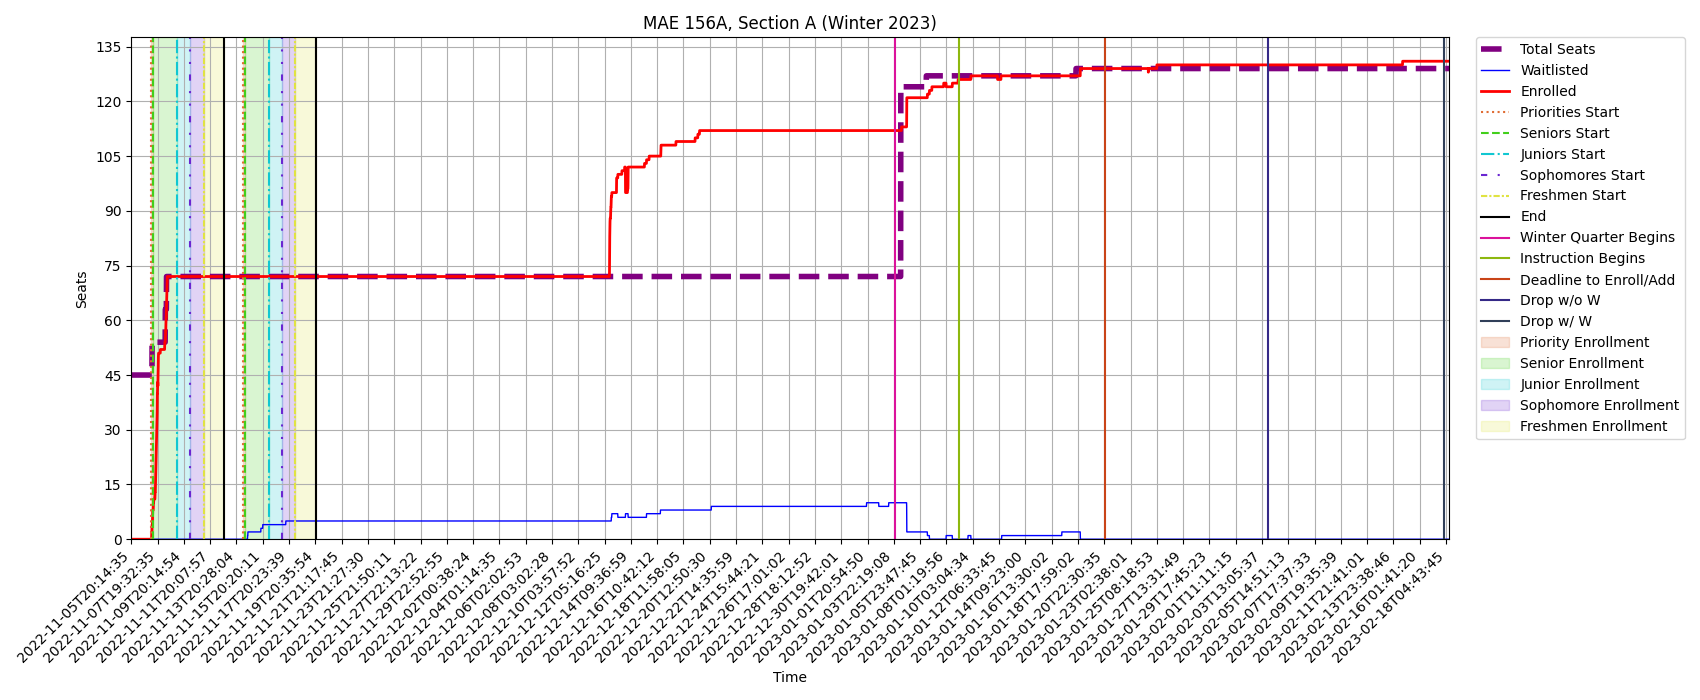 MAE 156A, Section A (Winter 2023)
Seats
135
120
105
90
75
60
45
30
15
0
2022-11-05T20:14:35
2022-11-07T19:32:35
2022-11-09T20:14:54
2022-11-11T20:07:57
2022-11-13T20:28:04
2022-11-15T20:20:11
2022-11-17T20:23:39
2022-11-19T20:35:54
2022-11-21T21:17:45
2022-11-23T21:27:30
2022-11-25T21:50:11
2022-11-27T22:13:22
2022-11-29T22:52:55
2022-12-02T00:38:24
2022-12-04T01:14:35
2022-12-06T02:02:53
2022-12-08T03:02:28
2022-12-10T03:57:52
2022-12-12T05:16:25
2022-12-14T09:36:59
2022-12-16T10:42:12
2022-12-18T11:58:05
2022-12-20T12:50:30
2022-12-22T14:35:59
2022-12-24T15:44:21
2022-12-26T17:01:02
2022-12-28T18:12:52
2022-12-30T19:42:01
2023-01-01T20:54:50
2023-01-03T22:19:08
2023-01-05T23:47:45
2023-01-08T01:19:56
2023-01-10T03:04:34
2023-01-12T06:33:45
2023-01-14T09:23:00
2023-01-16T13:30:02
2023-01-18T17:59:02
2023-01-20T22:30:35
2023-01-23T02:38:01
2023-01-25T08:18:53
2023-01-27T13:31:49
2023-01-29T17:45:23
2023-02-01T11:11:15
2023-02-03T13:05:37
2023-02-05T14:51:13
2023-02-07T17:37:33
2023-02-09T19:35:39
2023-02-11T21:41:01
2023-02-13T23:38:46
2023-02-16T01:41:20
2023-02-18T04:43:45
Time
Total Seats
Waitlisted
Enrolled
Priorities Start
Seniors Start
Juniors Start
Sophomores Start
Freshmen Start
End
Winter Quarter Begins
Instruction Begins
Deadline to Enroll/Add
Drop w/o W
Drop w/ W
Priority Enrollment
Senior Enrollment
Junior Enrollment
Sophomore Enrollment
Freshmen Enrollment